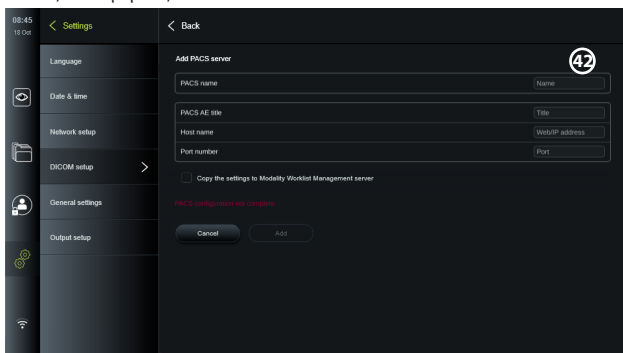 08:45
18 Oct
Settings
Back
Language
Date & time
Network setup
DICOM setup
General settings
Output setup
Add PACS server
42
PACS name
Name
PACS AE title
Title
Host name
Web/IP address
Port number
Port
Copy the settings to Modality Worklist Management server
PACS configuration not complete
Cancel
Add